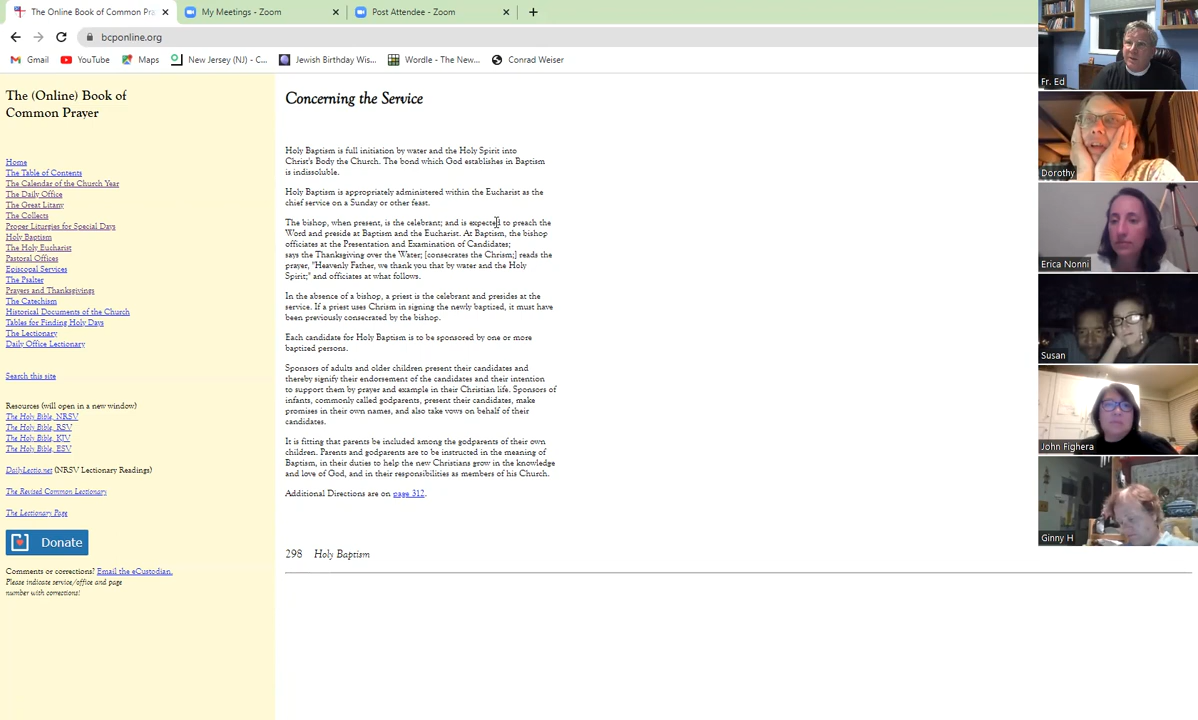 The Online Book of Common Pra
My Meetings - Zoom
Post Attendee - Zoom
bcponline.org
Gmail
YouTube
Maps
New Jersey (NJ) - C...
Jewish Birthday Wis...
Wordle - The New...
Conrad Weiser
The (Online) Book of
Common Prayer
Home
The Table of Contents
The Calendar of the Church Year
The Daily Office
The Great Litany
The Collects
Proper Liturgies for Special Days
Holy Baptism
The Holy Eucharist
Pastoral Offices
Episcopal Services
The Psalter
Prayers and Thanksgivings
The Catechism
Historical Documents of the Church
Tables for Finding Holy Days
The Lectionary
Daily Office Lectionary
Search this site
Resources (will open in a new window)
The Holy Bible, NRSV
The Holy Bible, RSV
The Holy Bible, KJV
The Holy Bible, ESV
DailyLectio.net (NRSV Lectionary Readings)
The Revised Common Lectionary
The Lectionary Page
Donate
Comments or corrections? Email the eCustodian.
Please indicate service/office and page
number with corrections!
Concerning the Service
Holy Baptism is full initiation by water and the Holy Spirit into
Christ's Body the Church. The bond which God establishes in Baptism
is indissoluble.
Holy Baptism is appropriately administered within the Eucharist as the
chief service on a Sunday or other feast.
The bishop, when present, is the celebrant; and is expected to preach the
Word and preside at Baptism and the Eucharist. At Baptism, the bishop
officiates at the Presentation and Examination of Candidates;
says the Thanksgiving over the Water; [consecrates the Chrism;] reads the
prayer, "Heavenly Father, we thank you that by water and the Holy
Spirit;" and officiates at what follows.
In the absence of a bishop, a priest is the celebrant and presides at the
service. If a priest uses Chrism in signing the newly baptized, it must have
been previously consecrated by the bishop.
Each candidate for Holy Baptism is to be sponsored by one or more
baptized persons.
Sponsors of adults and older children present their candidates and
thereby signify their endorsement of the candidates and their intention
to support them by prayer and example in their Christian life. Sponsors of
infants, commonly called godparents, present their candidates, make
promises in their own names, and also take vows on behalf of their
candidates.
It is fitting that parents be included among the godparents of their own
children. Parents and godparents are to be instructed in the meaning of
Baptism, in their duties to help the new Christians grow in the knowledge
and love of God, and in their responsibilities as members of his Church.
Additional Directions are on page 312.
298 Holy Baptism
Fr. Ed
Dorothy
Erica Nonni
Susan
John Fighera
Ginny H